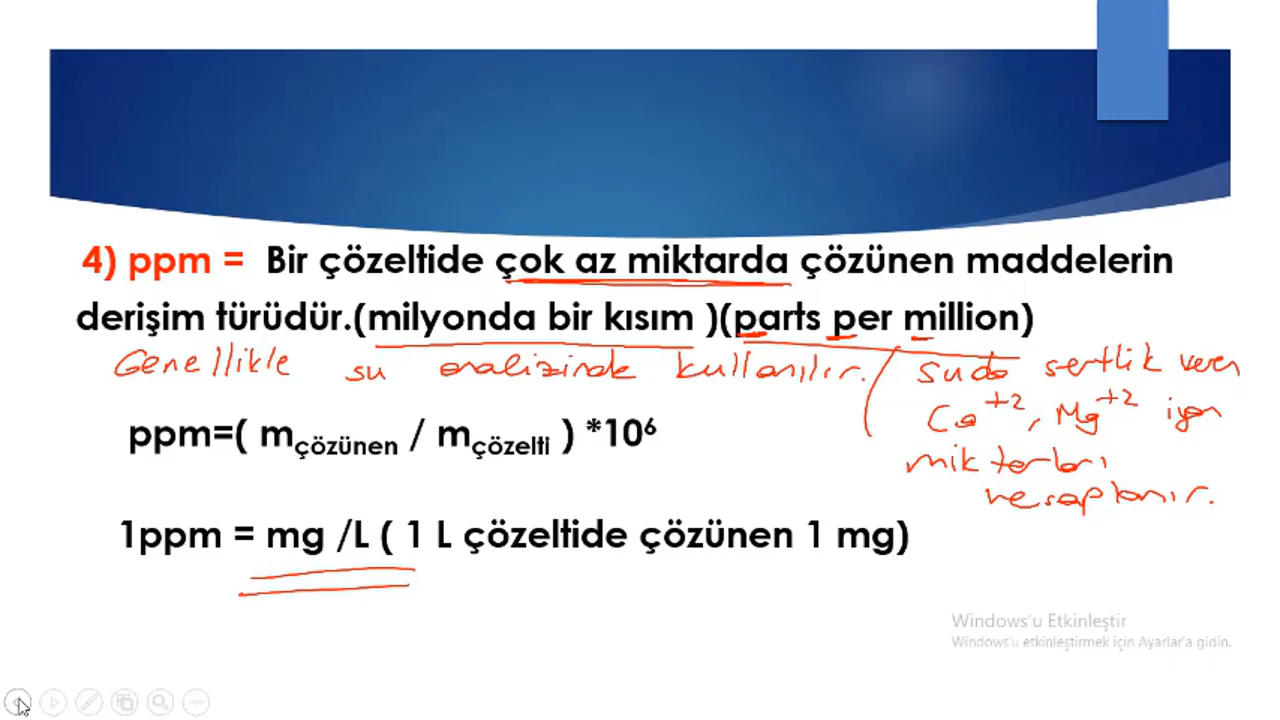 4) ppm = Bir çözeltide çok az miktarda çözünen maddelerin
derişim türüdür.(milyonda bir kısım )(parts per million)
Genellikle su analizinde kullanılır.
suda sertlik veren
Ca+2, Mg+2 iyon
miktarları
hesaplanır.
ppm=( mçözünen / mçözelti ) *10⁶
1ppm = mg /L ( 1 L çözeltide çözünen 1 mg)
Windows'u Etkinleştir
Windows'u etkinleştirmek için Ayarlar'a gidin.